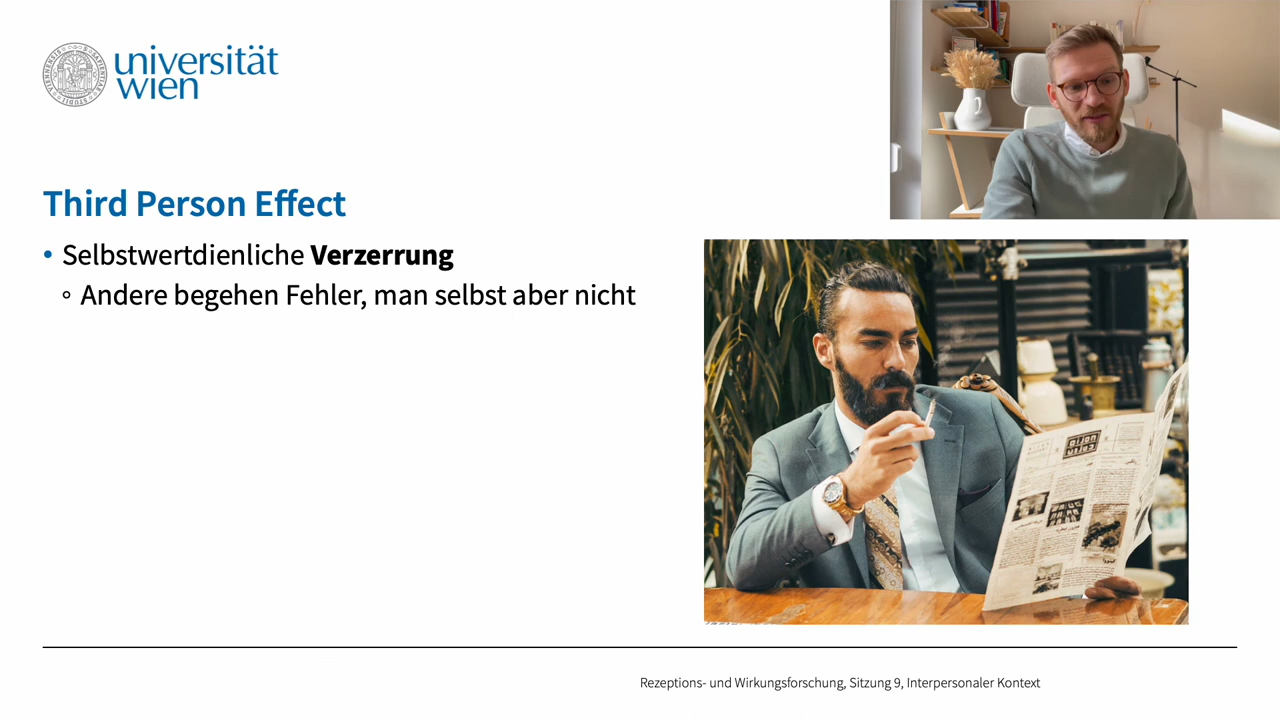 universität
wien
Third Person Effect
• Selbstwertdienliche Verzerrung
◦ Andere begehen Fehler, man selbst aber nicht
Rezeptions- und Wirkungsforschung, Sitzung 9, Interpersonaler Kontext